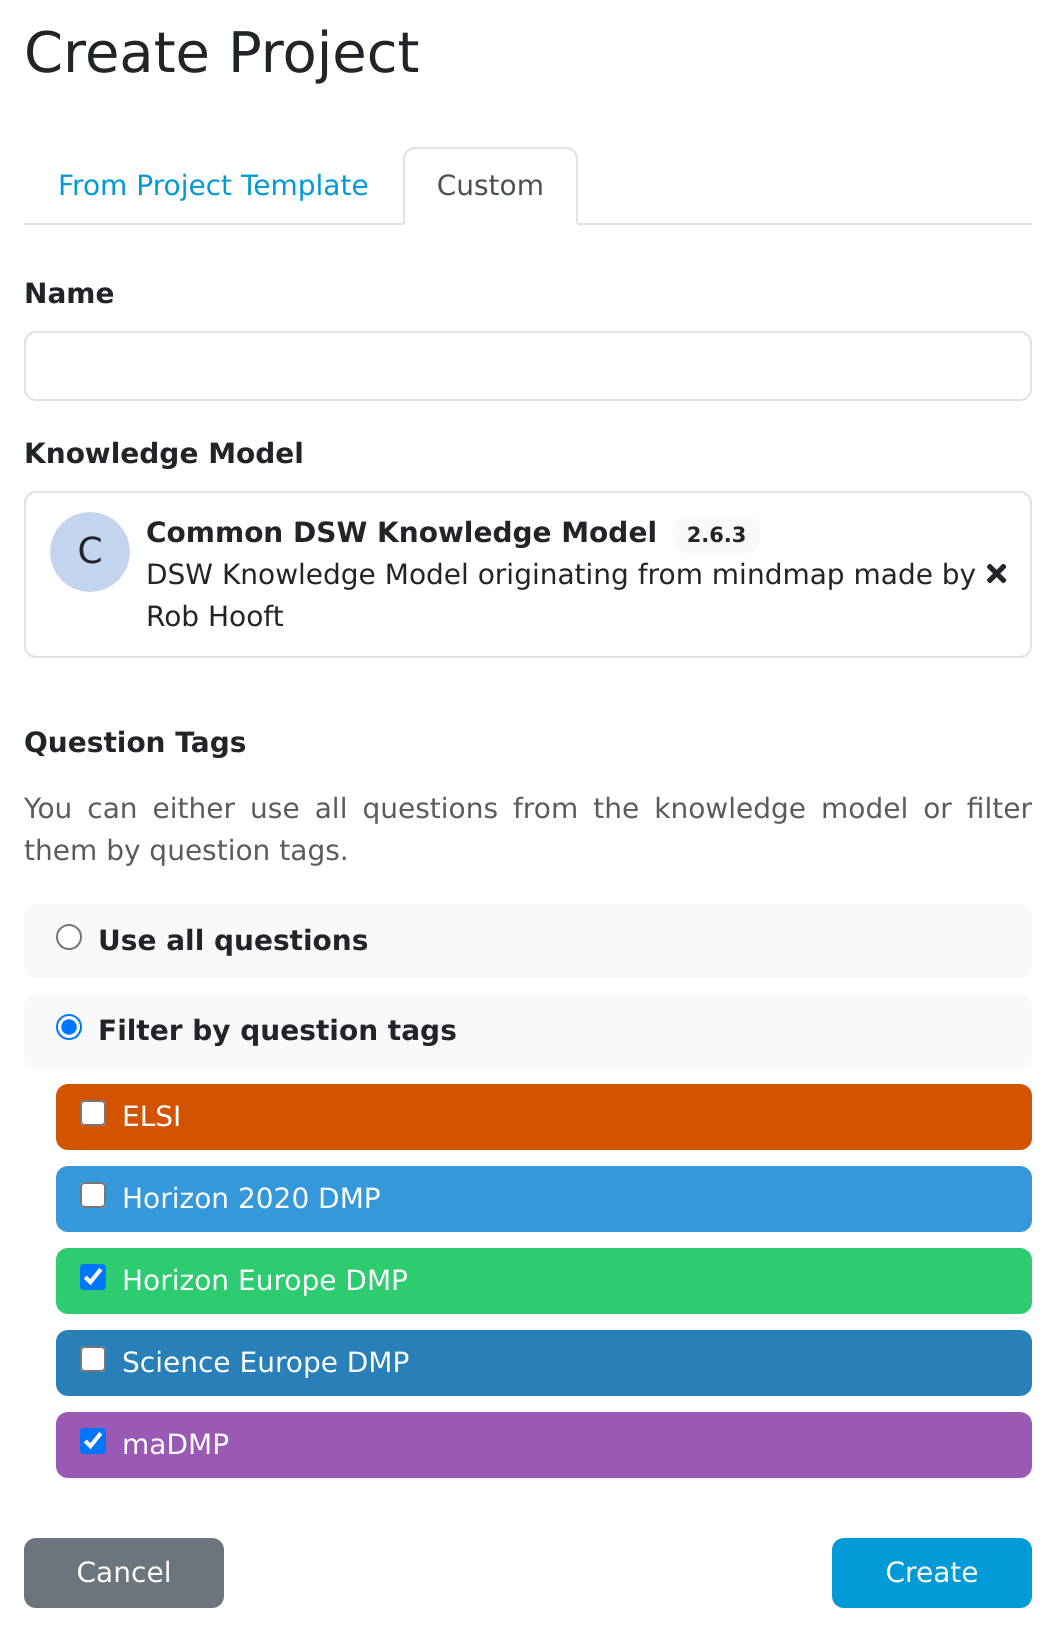 Create Project
From Project Template
Custom
Name
Knowledge Model
C
Common DSW Knowledge Model 2.6.3
DSW Knowledge Model originating from mindmap made by
Rob Hooft
Question Tags
You can either use all questions from the knowledge model or filter
them by question tags.
Use all questions
Filter by question tags
ELSI
Horizon 2020 DMP
Horizon Europe DMP
Science Europe DMP
maDMP
Cancel
Create